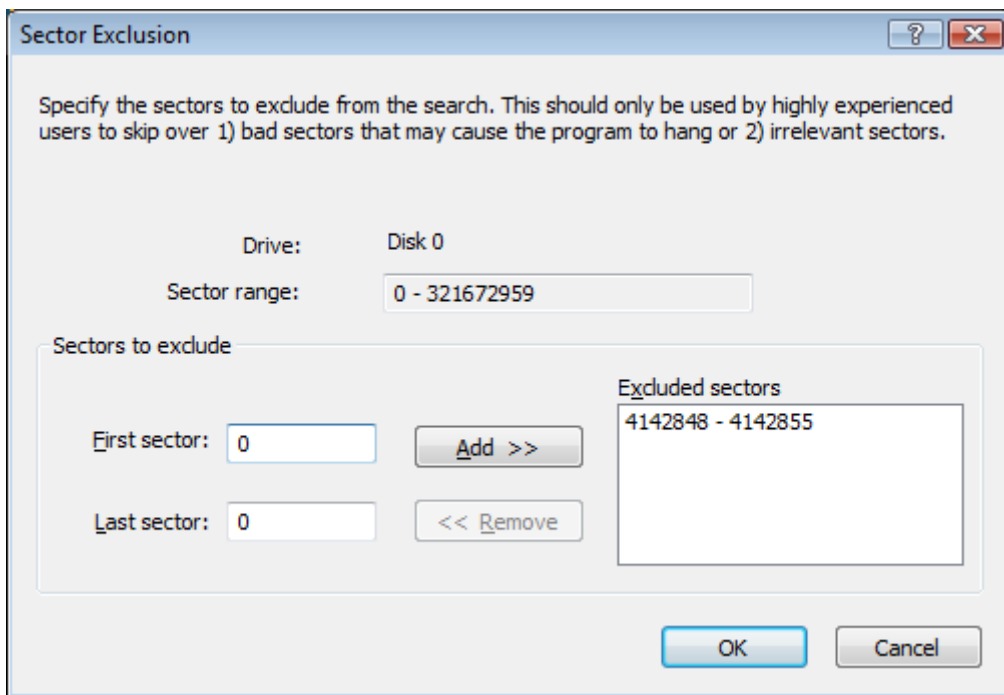 Sector Exclusion
Specify the sectors to exclude from the search. This should only be used by highly experienced
users to skip over 1) bad sectors that may cause the program to hang or 2) irrelevant sectors.
Drive: Disk 0
Sector range: 0 - 321672959
Sectors to exclude
Excluded sectors
4142848 - 4142855
First sector: 0 Add >>
Last sector: 0 << Remove
OK Cancel